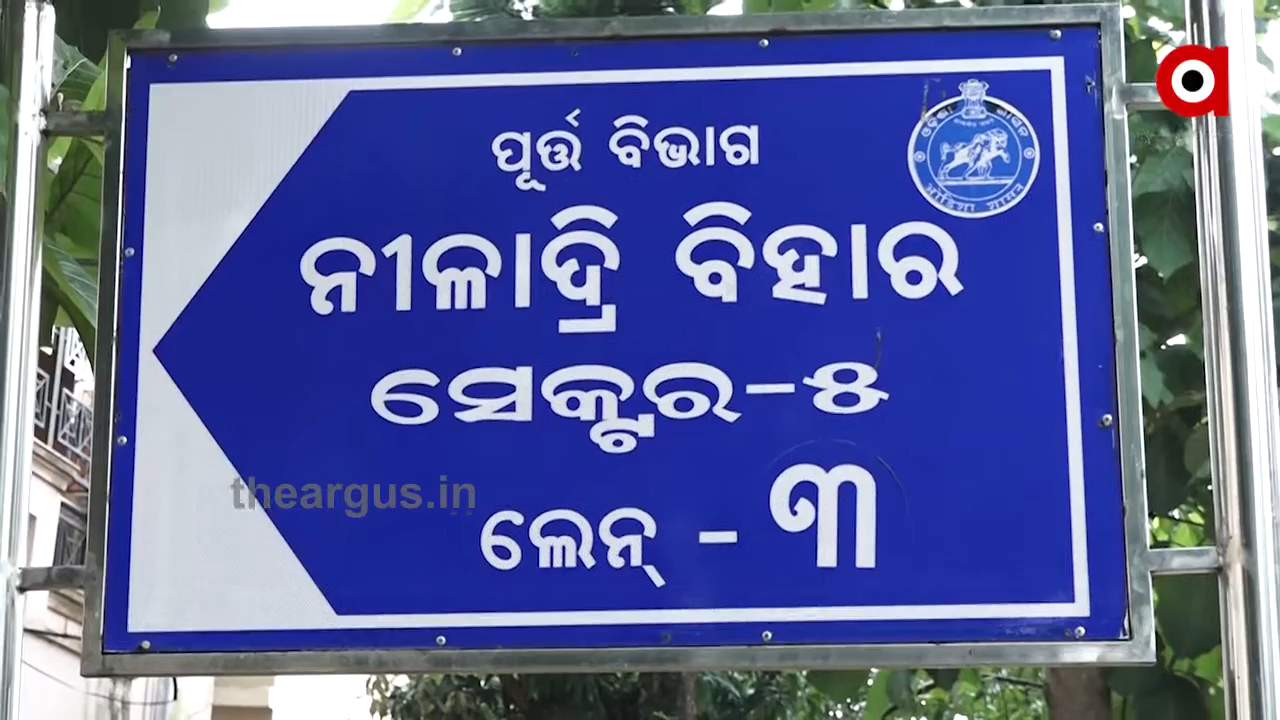 ପୂର୍ତ୍ତ ବିଭାଗ
ନୀଳାଦ୍ରି ବିହାର
ସେକ୍ଟର-୫
ଲେନ୍ - ୩
theargus.in